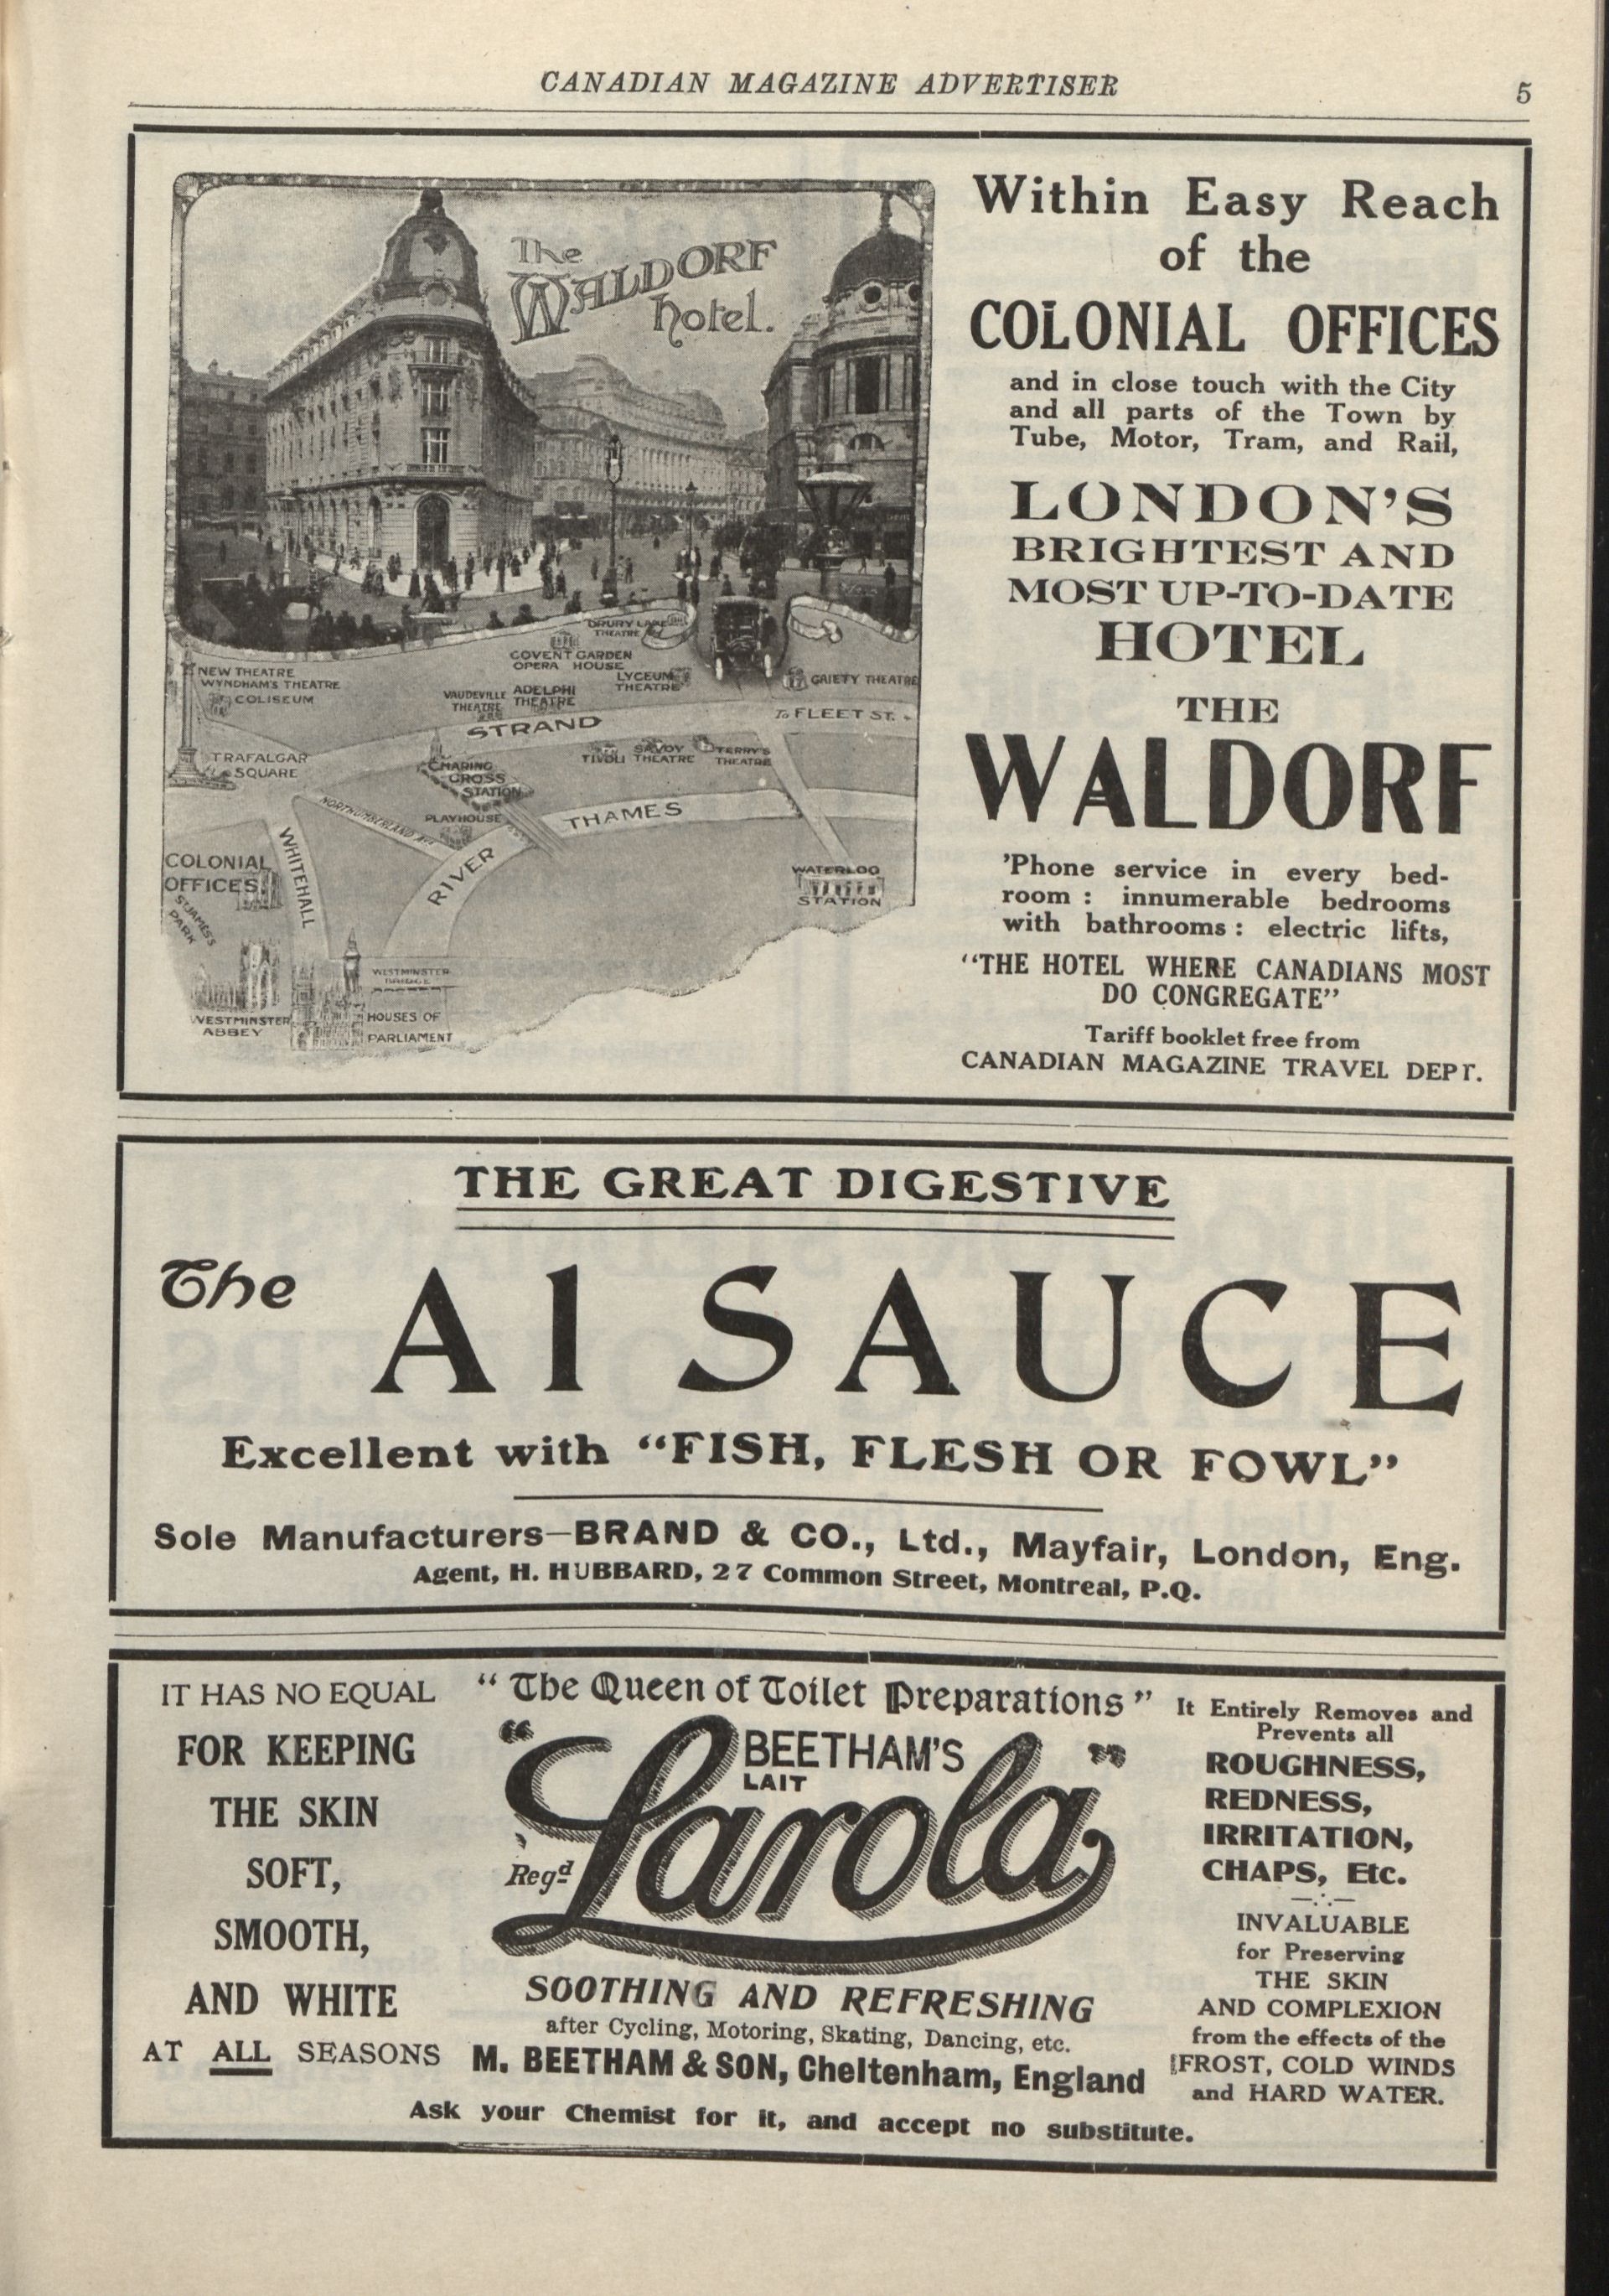 CANADIAN MAGAZINE ADVERTISER
5
The
WALDORF
hotel.
DRURY LANE
THEATRE
COVENT GARDEN
OPERA HOUSE
LYCEUM
THEATRE
GAIETY THEATRE
NEW THEATRE
WYNDHAM'S THEATRE
COLISEUM
VAUDEVILLE
THEATRE
ADELPHI
THEATRE
STRAND
To FLEET ST.
TRAFALGAR
SQUARE
CHARING
CROSS
STATION
TIVOLI
SAVOY
THEATRE
TERRY'S
THEATRE
NORTHUMBERLAND AVE
PLAYHOUSE
RIVER THAMES
WHITEHALL
COLONIAL
OFFICES
ST JAMES'S
PARK
WATERLOO
STATION
WESTMINSTER
BRIDGE
WESTMINSTER
ABBEY
HOUSES OF
PARLIAMENT
Within Easy Reach
of the
COLONIAL OFFICES
and in close touch with the City
and all parts of the Town by
Tube, Motor, Tram, and Rail,
LONDON'S
BRIGHTEST AND
MOST UP-TO-DATE
HOTEL
THE
WALDORF
'Phone service in every bed-
room : innumerable bedrooms
with bathrooms : electric lifts,
"THE HOTEL WHERE CANADIANS MOST
DO CONGREGATE"
Tariff booklet free from
CANADIAN MAGAZINE TRAVEL DEPT.
THE GREAT DIGESTIVE
The A1 SAUCE
Excellent with "FISH, FLESH OR FOWL"
Sole Manufacturers—BRAND & CO., Ltd., Mayfair, London, Eng.
Agent, H. HUBBARD, 27 Common Street, Montreal, P.Q.
IT HAS NO EQUAL
FOR KEEPING
THE SKIN
SOFT,
SMOOTH,
AND WHITE
AT ALL SEASONS
"The Queen of Toilet Preparations"
BEETHAM'S
LAIT
"Larola"
Regd
SOOTHING AND REFRESHING
after Cycling, Motoring, Skating, Dancing, etc.
M. BEETHAM & SON, Cheltenham, England
It Entirely Removes and
Prevents all
ROUGHNESS,
REDNESS,
IRRITATION,
CHAPS, Etc.
INVALUABLE
for Preserving
THE SKIN
AND COMPLEXION
from the effects of the
FROST, COLD WINDS
and HARD WATER.
Ask your Chemist for it, and accept no substitute.